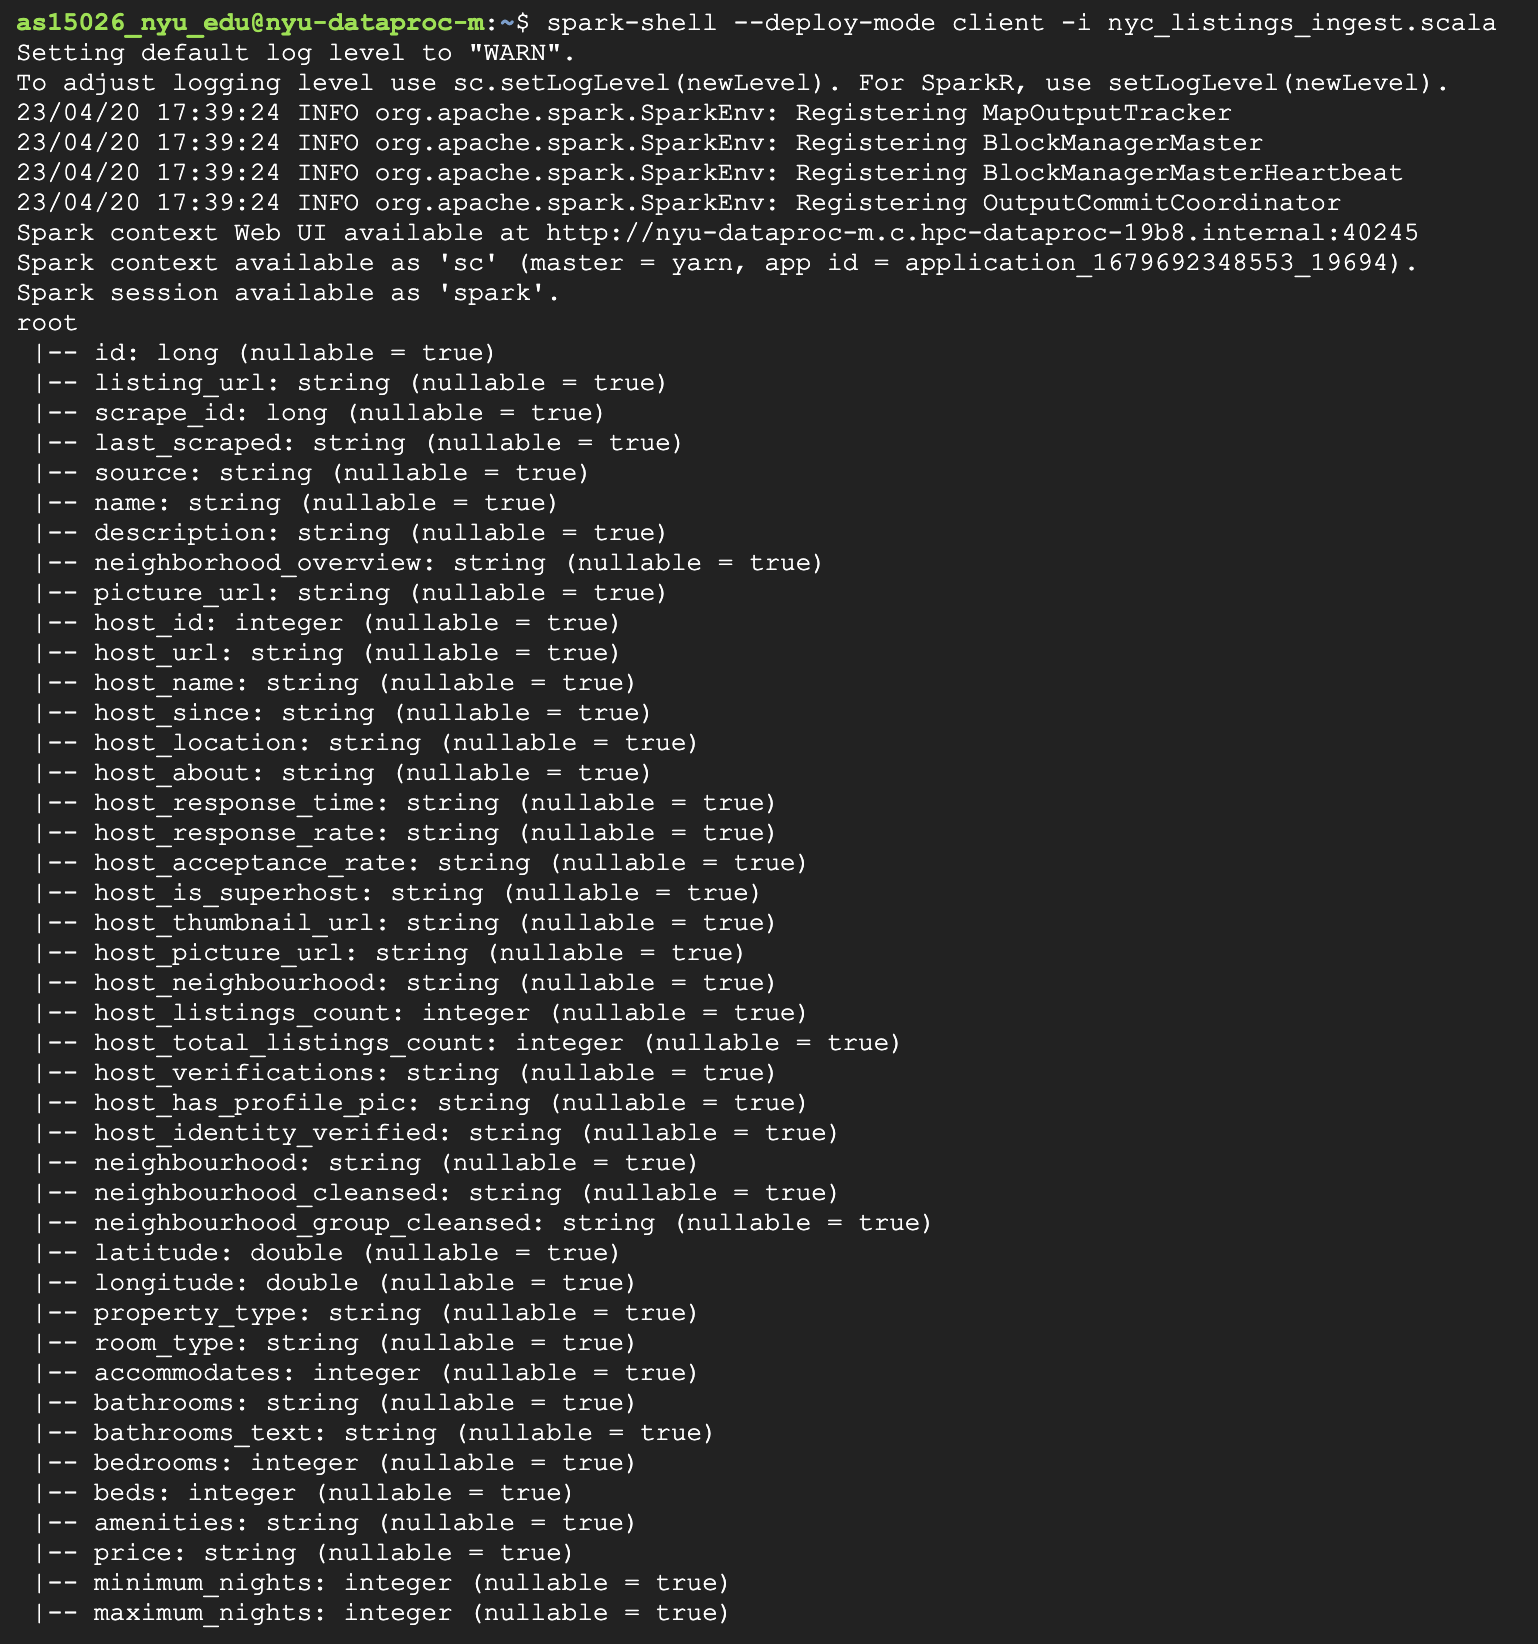 as15026_nyu_edu@nyu-dataproc-m:~$ spark-shell --deploy-mode client -i nyc_listings_ingest.scala
Setting default log level to "WARN".
To adjust logging level use sc.setLogLevel(newLevel). For SparkR, use setLogLevel(newLevel).
23/04/20 17:39:24 INFO org.apache.spark.SparkEnv: Registering MapOutputTracker
23/04/20 17:39:24 INFO org.apache.spark.SparkEnv: Registering BlockManagerMaster
23/04/20 17:39:24 INFO org.apache.spark.SparkEnv: Registering BlockManagerMasterHeartbeat
23/04/20 17:39:24 INFO org.apache.spark.SparkEnv: Registering OutputCommitCoordinator
Spark context Web UI available at http://nyu-dataproc-m.c.hpc-dataproc-19b8.internal:40245
Spark context available as 'sc' (master = yarn, app id = application_1679692348553_19694).
Spark session available as 'spark'.
root
 |-- id: long (nullable = true)
 |-- listing_url: string (nullable = true)
 |-- scrape_id: long (nullable = true)
 |-- last_scraped: string (nullable = true)
 |-- source: string (nullable = true)
 |-- name: string (nullable = true)
 |-- description: string (nullable = true)
 |-- neighborhood_overview: string (nullable = true)
 |-- picture_url: string (nullable = true)
 |-- host_id: integer (nullable = true)
 |-- host_url: string (nullable = true)
 |-- host_name: string (nullable = true)
 |-- host_since: string (nullable = true)
 |-- host_location: string (nullable = true)
 |-- host_about: string (nullable = true)
 |-- host_response_time: string (nullable = true)
 |-- host_response_rate: string (nullable = true)
 |-- host_acceptance_rate: string (nullable = true)
 |-- host_is_superhost: string (nullable = true)
 |-- host_thumbnail_url: string (nullable = true)
 |-- host_picture_url: string (nullable = true)
 |-- host_neighbourhood: string (nullable = true)
 |-- host_listings_count: integer (nullable = true)
 |-- host_total_listings_count: integer (nullable = true)
 |-- host_verifications: string (nullable = true)
 |-- host_has_profile_pic: string (nullable = true)
 |-- host_identity_verified: string (nullable = true)
 |-- neighbourhood: string (nullable = true)
 |-- neighbourhood_cleansed: string (nullable = true)
 |-- neighbourhood_group_cleansed: string (nullable = true)
 |-- latitude: double (nullable = true)
 |-- longitude: double (nullable = true)
 |-- property_type: string (nullable = true)
 |-- room_type: string (nullable = true)
 |-- accommodates: integer (nullable = true)
 |-- bathrooms: string (nullable = true)
 |-- bathrooms_text: string (nullable = true)
 |-- bedrooms: integer (nullable = true)
 |-- beds: integer (nullable = true)
 |-- amenities: string (nullable = true)
 |-- price: string (nullable = true)
 |-- minimum_nights: integer (nullable = true)
 |-- maximum_nights: integer (nullable = true)